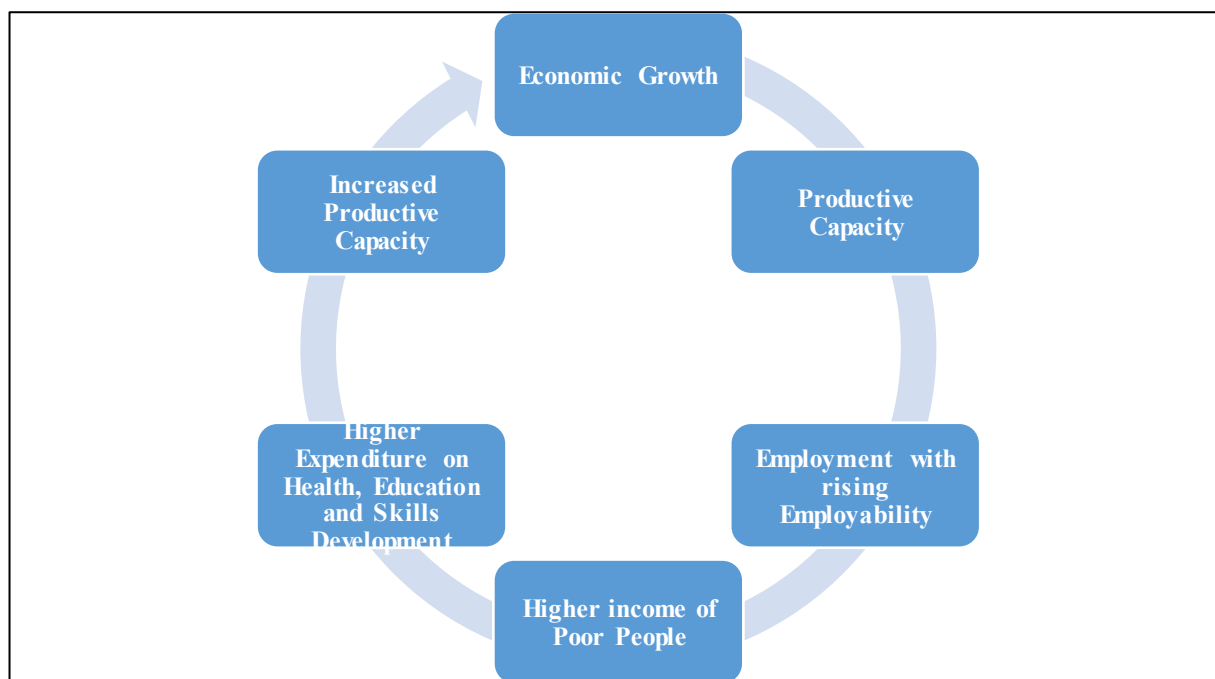 Economic Growth
Productive
Capacity
Employment with
rising
Employability
Higher income of
Poor People
Higher
Expenditure on
Health, Education
and Skills
Development
Increased
Productive
Capacity